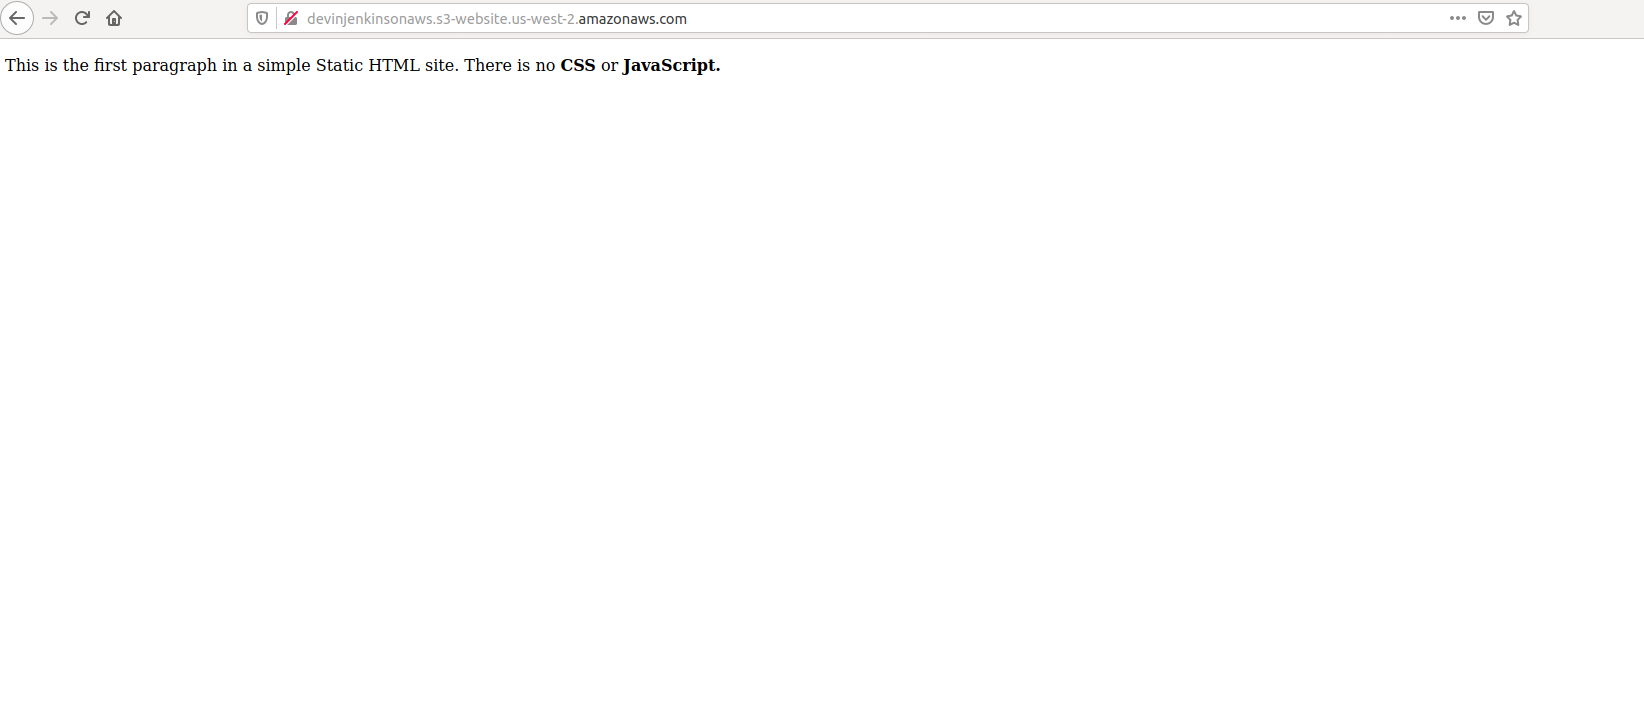 devinjenkinsonaws.s3-website.us-west-2.amazonaws.com
This is the first paragraph in a simple Static HTML site. There is no CSS or JavaScript.